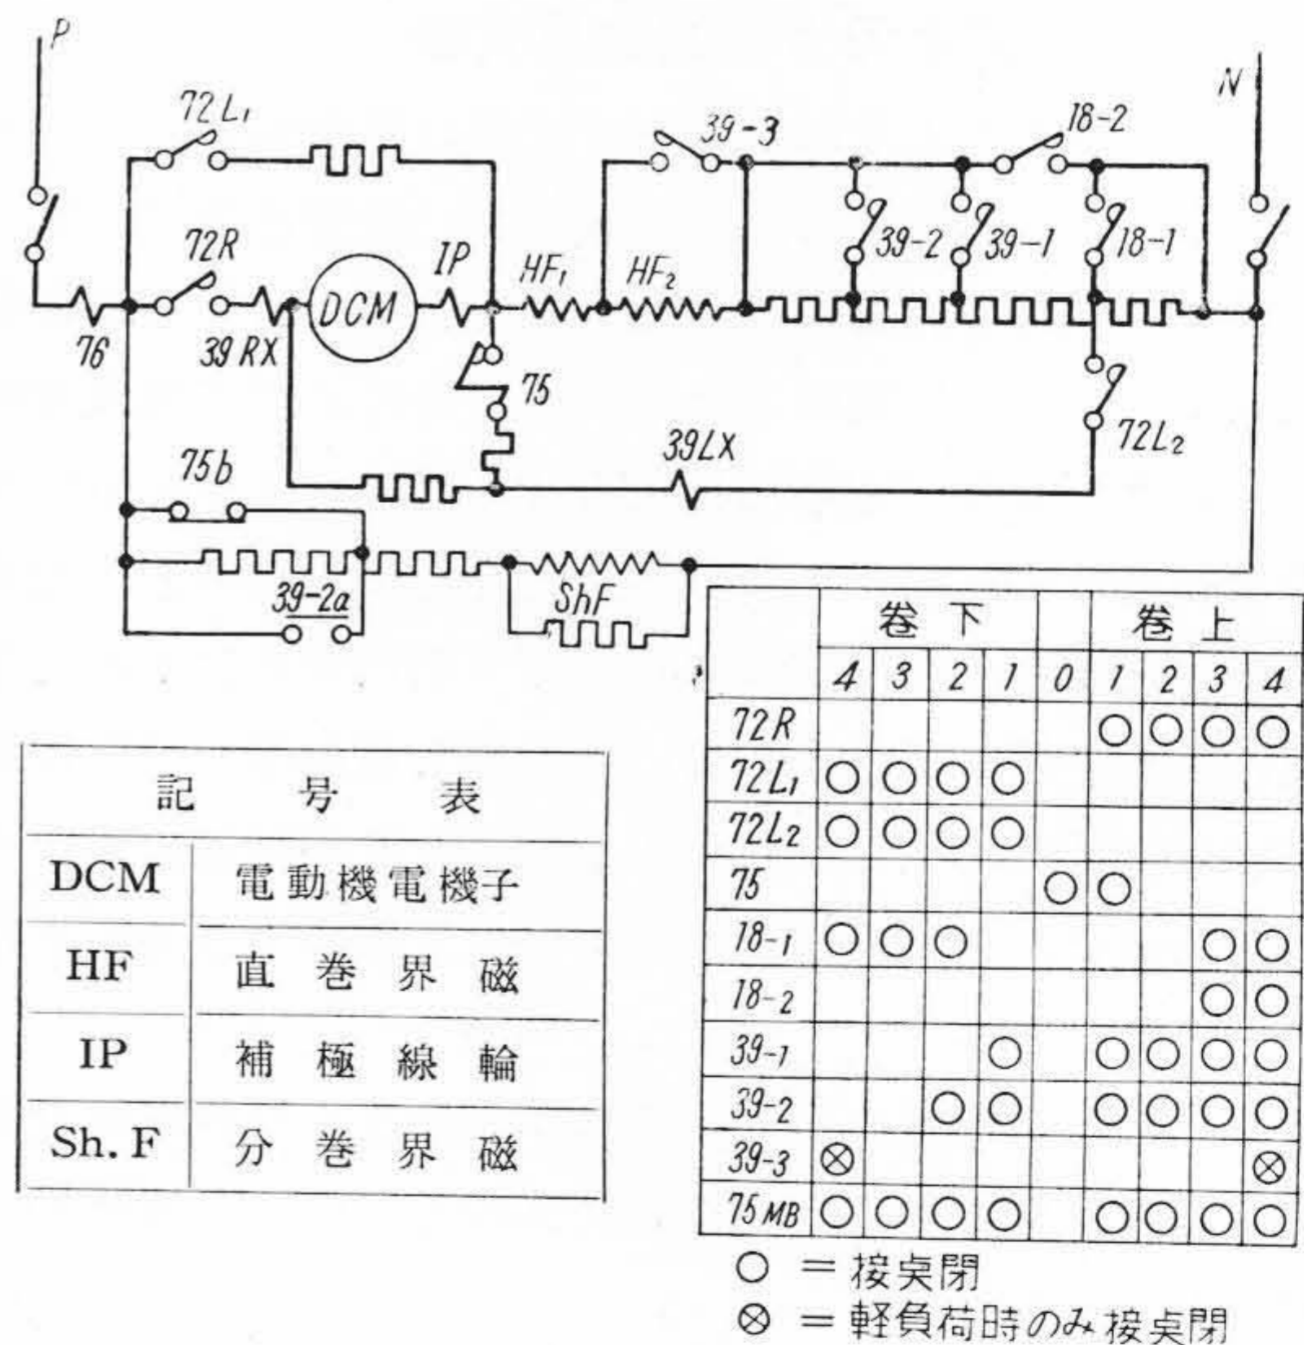 P
N
72L₁
39-3
18-2
72R
IP
HF₁
HF₂
39-2
39-1
18-1
DCM
76
39RX
75
72L₂
39LX
75b
39-2a
ShF
巻下 巻上
4 3 2 1 0 1 2 3 4
72R ○ ○ ○ ○
72L₁ ○ ○ ○ ○
72L₂ ○ ○ ○ ○
75 ○ ○
18-1 ○ ○ ○ ○ ○
18-2 ○ ○
39-1 ○ ○ ○ ○ ○
39-2 ○ ○ ○ ○ ○ ○
39-3 ⊗ ⊗
75MB ○ ○ ○ ○ ○ ○ ○ ○
○ = 接点閉
⊗ = 軽負荷時のみ接点閉
記号表
DCM 電動機電機子
HF 直巻界磁
IP 補極線輪
Sh.F 分巻界磁